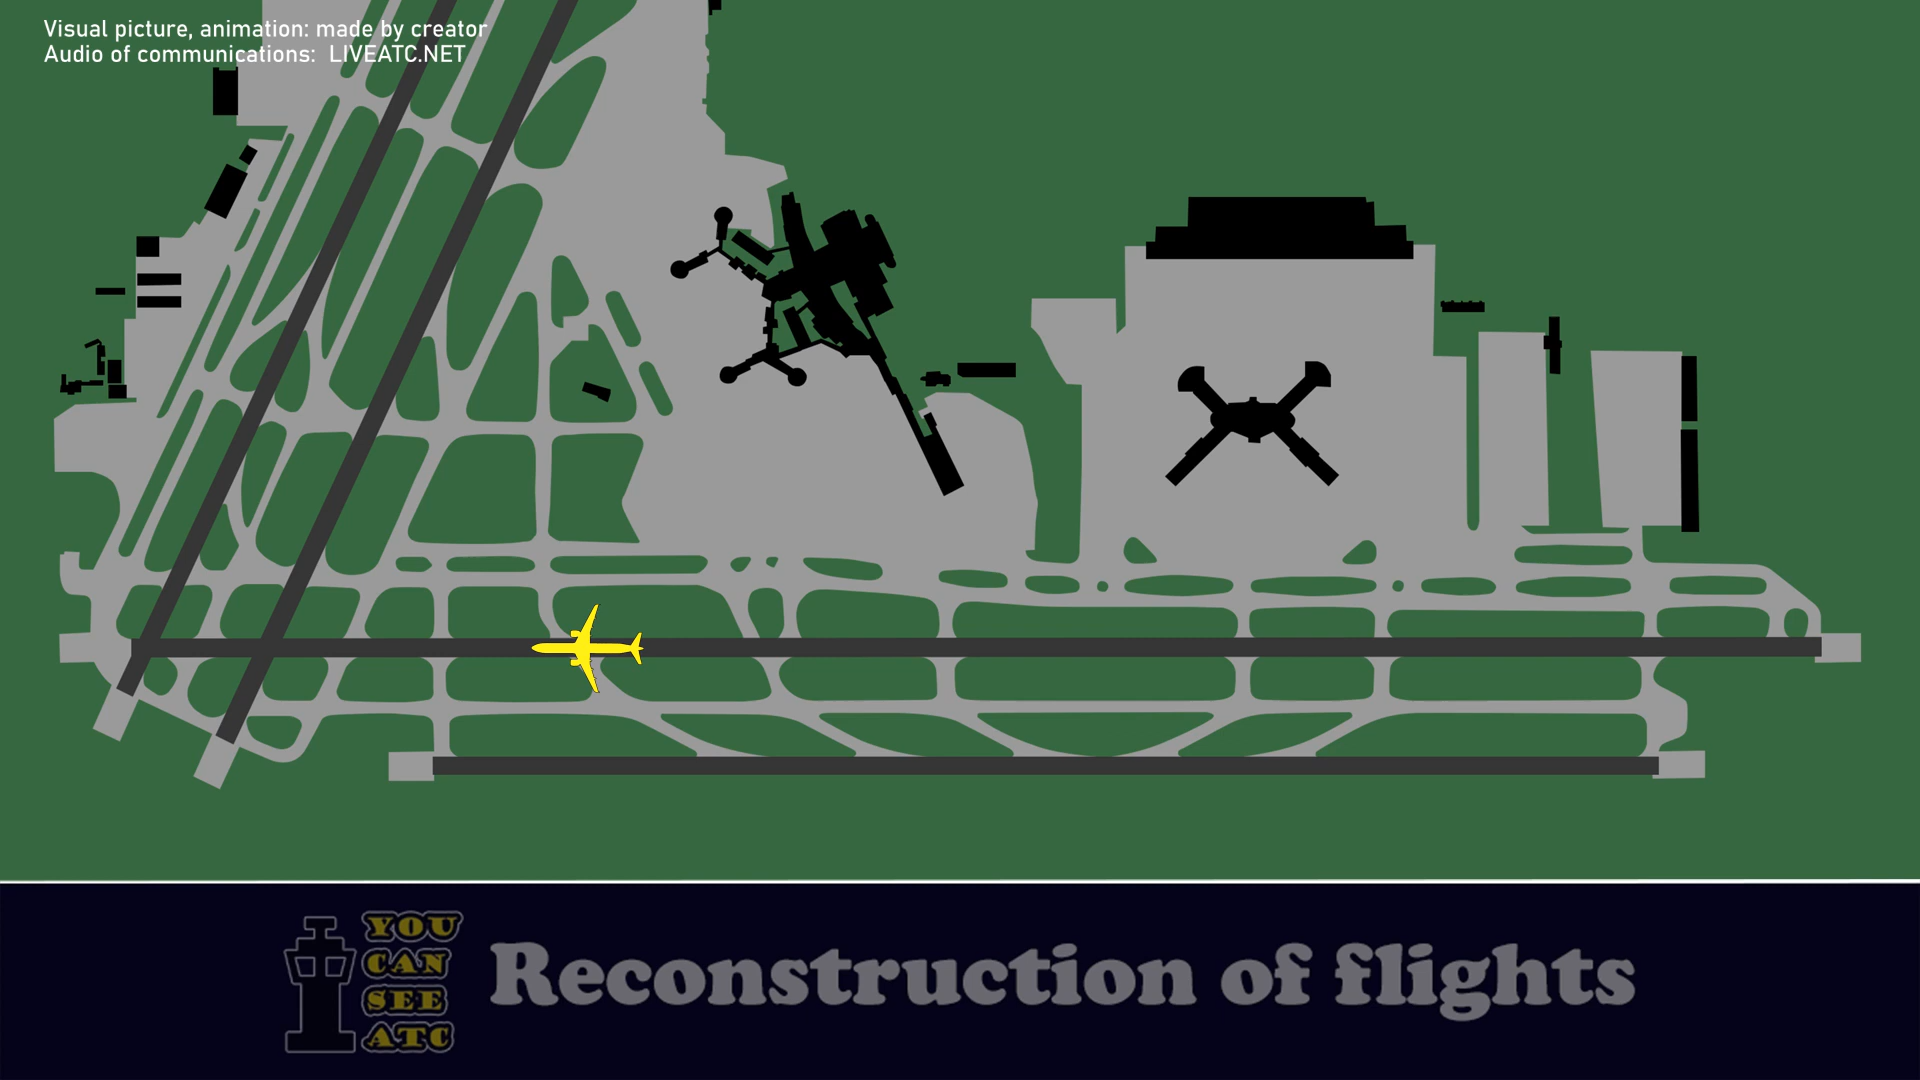 Visual picture, animation: made by creator
Audio of communications: LIVEATC.NET
YOU
CAN
SEE
ATC
Reconstruction of flights